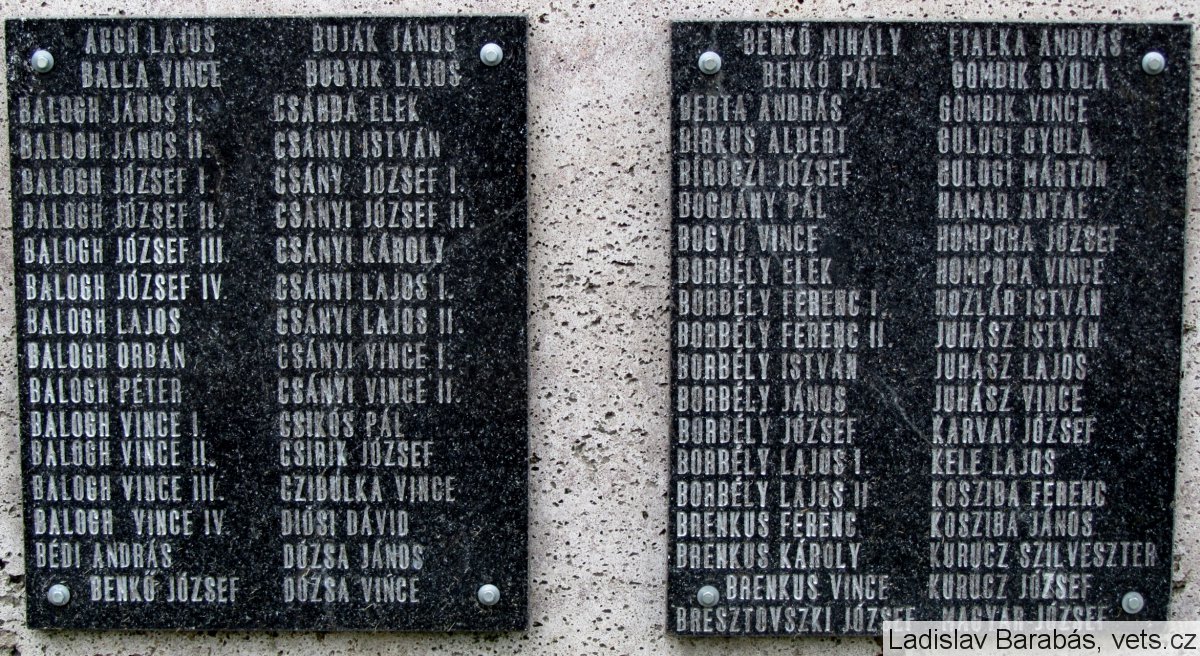 AGGH LAJOS
BALLA VINCE
BALOGH JÁNOS I.
BALOGH JÁNOS II.
BALOGH JÓZSEF I.
BALOGH JÓZSEF II.
BALOGH JÓZSEF III.
BALOGH JÓZSEF IV.
BALOGH LAJOS
BALOGH ORBÁN
BALOGH PÉTER
BALOGH VINCE I.
BALOGH VINCE II.
BALOGH VINCE III.
BALOGH VINCE IV.
BÉDI ANDRÁS
BENKŐ JÓZSEF
BUJÁK JÁNOS
BUGYIK LAJOS
CSANDA ELEK
CSÁNYI ISTVÁN
CSÁNYI JÓZSEF I.
CSÁNYI JÓZSEF II.
CSÁNYI KÁROLY
CSÁNYI LAJOS I.
CSÁNYI LAJOS II.
CSÁNYI VINCE I.
CSÁNYI VINCE II.
CSIKÓS PÁL
CSIRIK JÓZSEF
CZIBULKA VINCE
DIÓSI DÁVID
DÓZSA JÁNOS
DÓZSA VINCE
BENKŐ MIHÁLY
BENKŐ PÁL
BERTA ANDRÁS
BIRKUS ALBERT
BIRÓCZI JÓZSEF
BOGDÁNY PÁL
BOGYÓ VINCE
BORBÉLY ELEK
BORBÉLY FERENC I.
BORBÉLY FERENC II.
BORBÉLY ISTVÁN
BORBÉLY JÁNOS
BORBÉLY JÓZSEF
BORBÉLY LAJOS I.
BORBÉLY LAJOS II
BRENKUS FERENC
BRENKUS KÁROLY
BRENKUS VINCE
BRESZTOVSZKI JÓZSEF
FIALKA ANDRÁS
GOMBIK GYULA
GOMBIK VINCE
GULOGI GYULA
GULOGI MÁRTON
HAMAR ANTAL
HOMPORA JÓZSEF
HOMPORA VINCE
HOZLÁR ISTVÁN
JUHÁSZ ISTVÁN
JUHÁSZ LAJOS
JUHÁSZ VINCE
KARVAI JÓZSEF
KELE LAJOS
KOSZIBA FERENC
KOSZIBA JÁNOS
KURUCZ SZILVESZTER
KURUCZ JÓZSEF
MAGYAR JÓZSEF
Ladislav Barabás, vets.cz